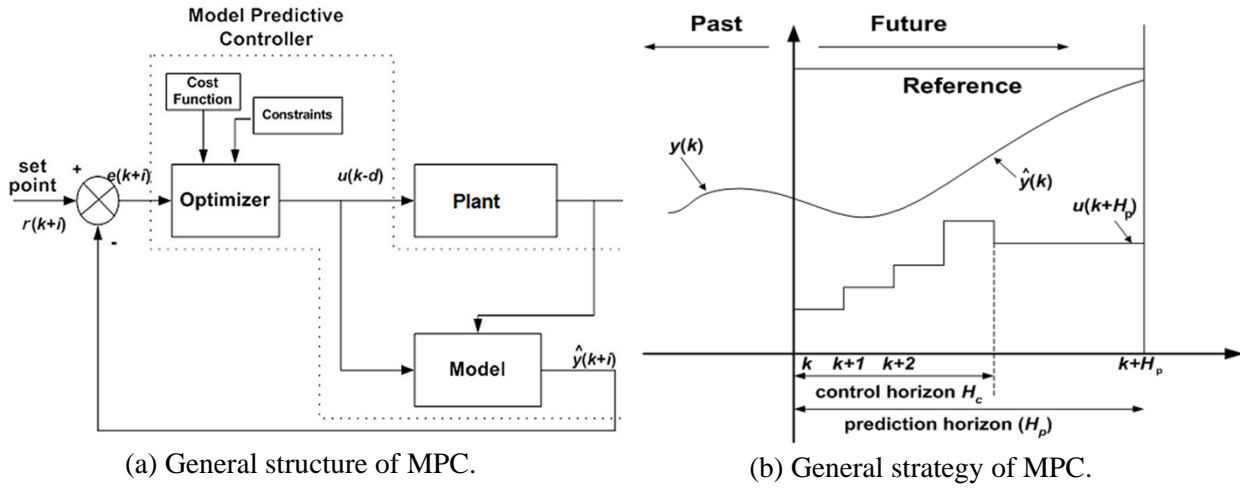 Model Predictive
Controller
Cost
Function
Constraints
set
point
+
e(k+i)
r(k+i)
-
Optimizer
u(k-d)
Plant
Model
ŷ(k+i)
(a) General structure of MPC.
Past
Future
Reference
y(k)
ŷ(k)
u(k+Hₚ)
k k+1 k+2 k+Hₚ
control horizon H_c
prediction horizon (Hₚ)
(b) General strategy of MPC.